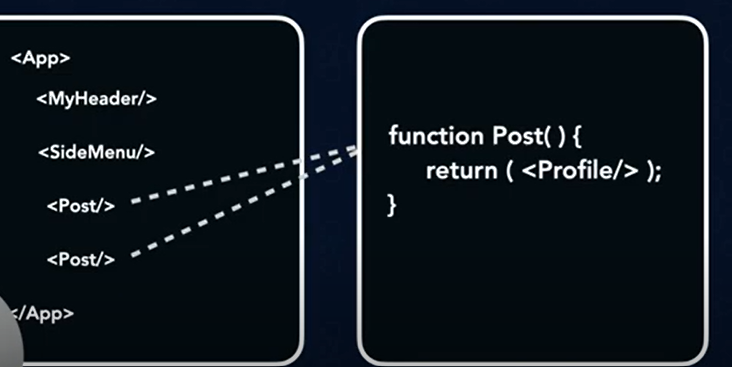 <App>
<MyHeader/>
<SideMenu/>
<Post/>
<Post/>
</App>
function Post( ) {
return ( <Profile/> );
}